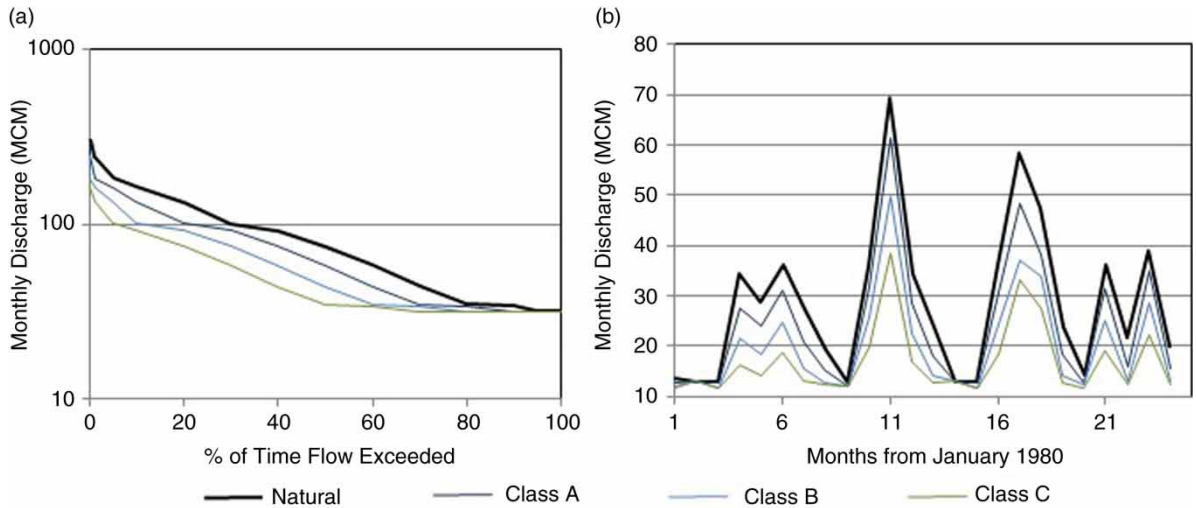 (a)
1000
100
10
Monthly Discharge (MCM)
0 20 40 60 80 100
% of Time Flow Exceeded
(b)
80
70
60
50
40
30
20
10
Monthly Discharge (MCM)
1 6 11 16 21
Months from January 1980
Natural Class A Class B Class C